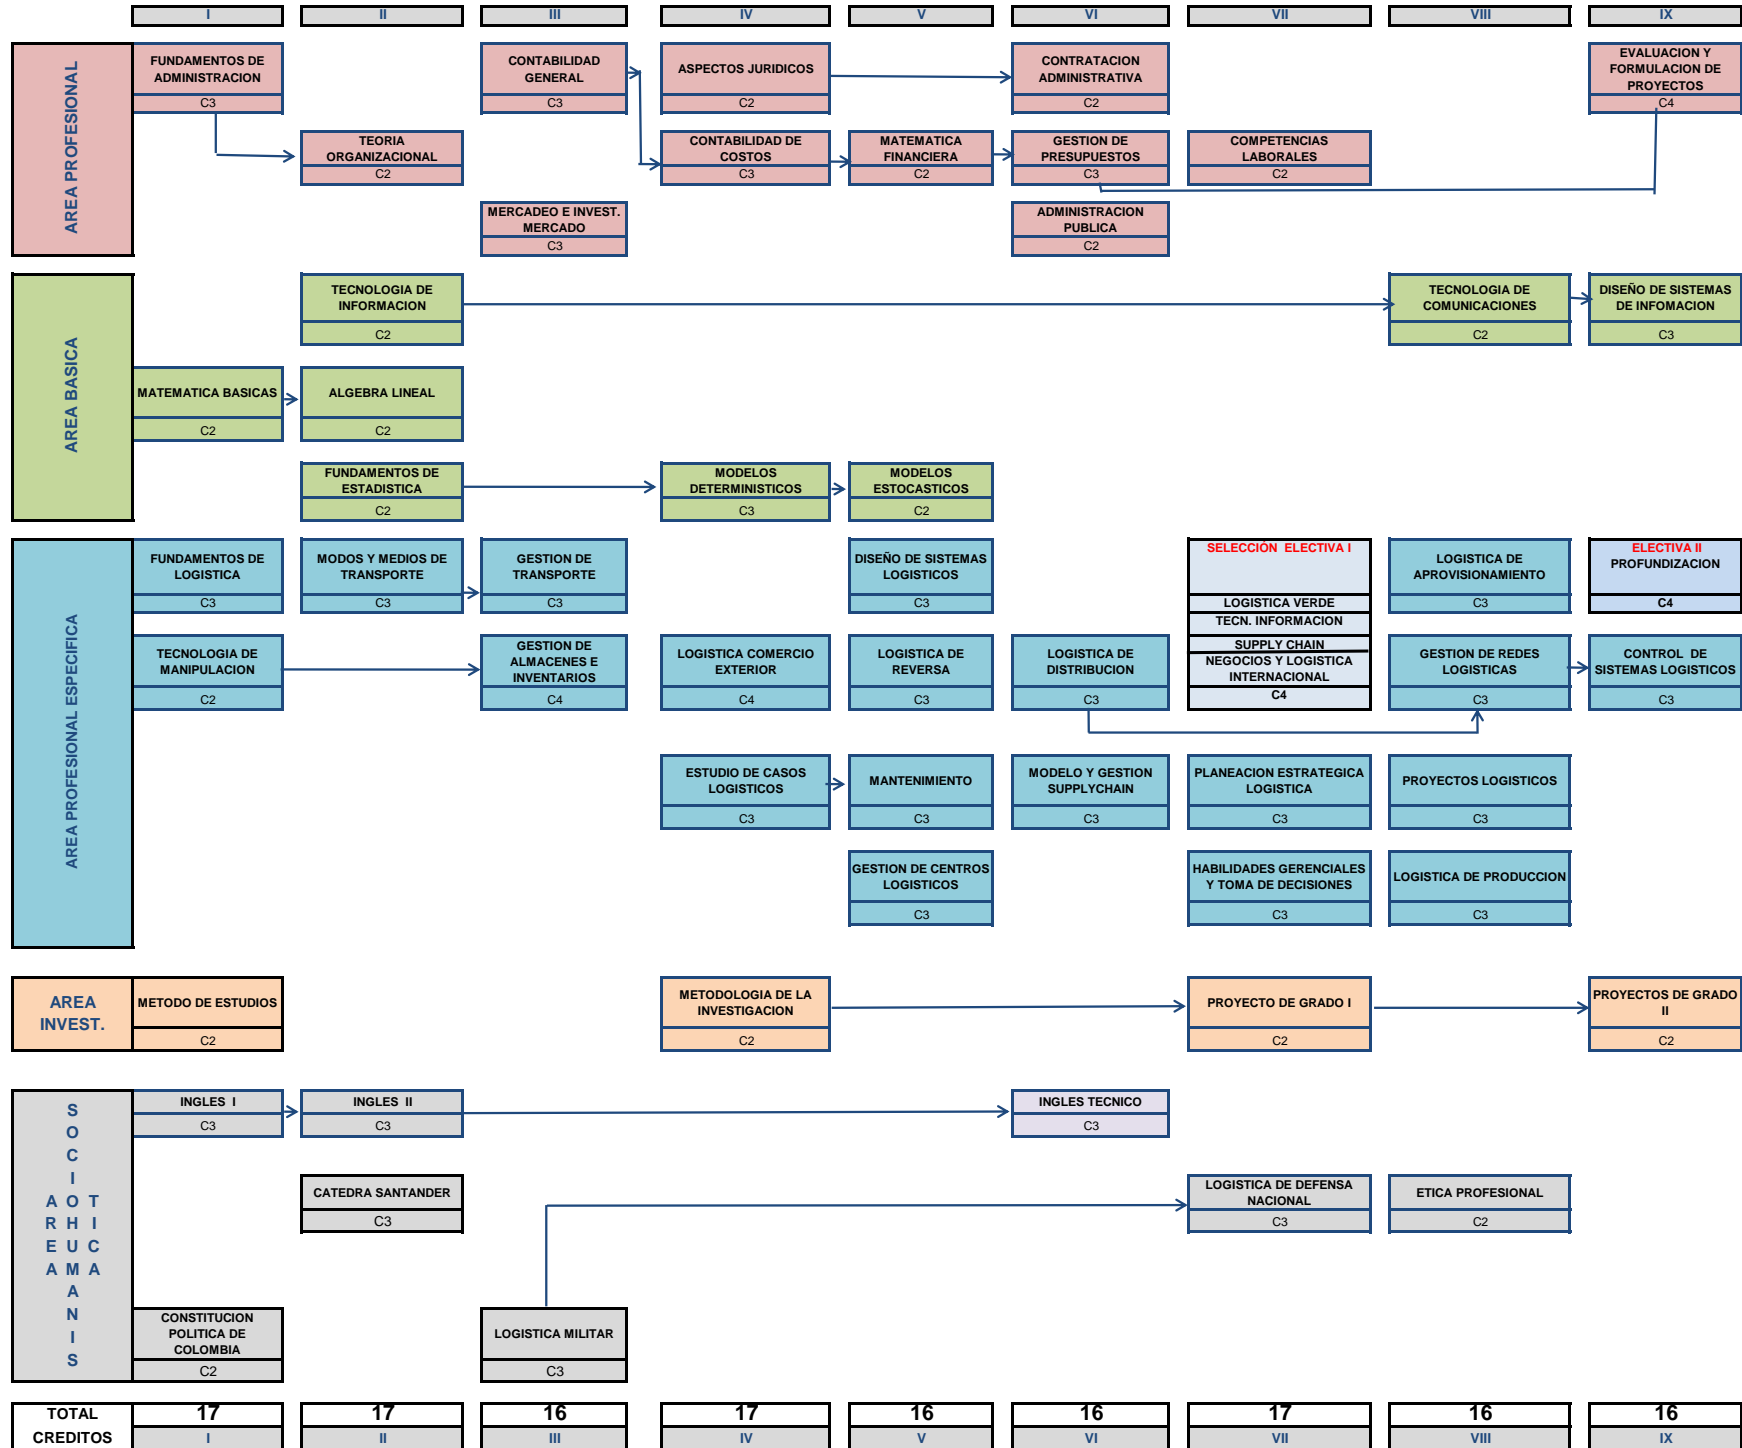 I II III IV V VI VII VIII IX
AREA PROFESIONAL
FUNDAMENTOS DE
ADMINISTRACION
C3
CONTABILIDAD
GENERAL
C3
ASPECTOS JURIDICOS
C2
CONTRATACION
ADMINISTRATIVA
C2
EVALUACION Y
FORMULACION DE
PROYECTOS
C4
TEORIA
ORGANIZACIONAL
C2
CONTABILIDAD DE
COSTOS
C3
MATEMATICA
FINANCIERA
C2
GESTION DE
PRESUPUESTOS
C3
COMPETENCIAS
LABORALES
C2
MERCADEO E INVEST.
MERCADO
C3
ADMINISTRACION
PUBLICA
C2
AREA BASICA
TECNOLOGIA DE
INFORMACION
C2
TECNOLOGIA DE
COMUNICACIONES
C2
DISEÑO DE SISTEMAS
DE INFOMACION
C3
MATEMATICA BASICAS
C2
ALGEBRA LINEAL
C2
FUNDAMENTOS DE
ESTADISTICA
C2
MODELOS
DETERMINISTICOS
C3
MODELOS
ESTOCASTICOS
C2
AREA PROFESIONAL ESPECIFICA
FUNDAMENTOS DE
LOGISTICA
C3
MODOS Y MEDIOS DE
TRANSPORTE
C3
GESTION DE
TRANSPORTE
C3
DISEÑO DE SISTEMAS
LOGISTICOS
C3
SELECCIÓN ELECTIVA I
LOGISTICA VERDE
TECN. INFORMACION
SUPPLY CHAIN
NEGOCIOS Y LOGISTICA
INTERNACIONAL
C4
LOGISTICA DE
APROVISIONAMIENTO
C3
ELECTIVA II
PROFUNDIZACION
C4
TECNOLOGIA DE
MANIPULACION
C2
GESTION DE
ALMACENES E
INVENTARIOS
C4
LOGISTICA COMERCIO
EXTERIOR
C4
LOGISTICA DE
REVERSA
C3
LOGISTICA DE
DISTRIBUCION
C3
GESTION DE REDES
LOGISTICAS
C3
CONTROL DE
SISTEMAS LOGISTICOS
C3
ESTUDIO DE CASOS
LOGISTICOS
C3
MANTENIMIENTO
C3
MODELO Y GESTION
SUPPLYCHAIN
C3
PLANEACION ESTRATEGICA
LOGISTICA
C3
PROYECTOS LOGISTICOS
C3
GESTION DE CENTROS
LOGISTICOS
C3
HABILIDADES GERENCIALES
Y TOMA DE DECISIONES
C3
LOGISTICA DE PRODUCCION
C3
AREA
INVEST.
METODO DE ESTUDIOS
C2
METODOLOGIA DE LA
INVESTIGACION
C2
PROYECTO DE GRADO I
C2
PROYECTOS DE GRADO
II
C2
AREA
SOCIOHUMANIS
TICA
INGLES I
C3
INGLES II
C3
INGLES TECNICO
C3
CATEDRA SANTANDER
C3
LOGISTICA DE DEFENSA
NACIONAL
C3
ETICA PROFESIONAL
C2
CONSTITUCION
POLITICA DE
COLOMBIA
C2
LOGISTICA MILITAR
C3
TOTAL
CREDITOS
17 17 16 17 16 16 17 16 16
I II III IV V VI VII VIII IX